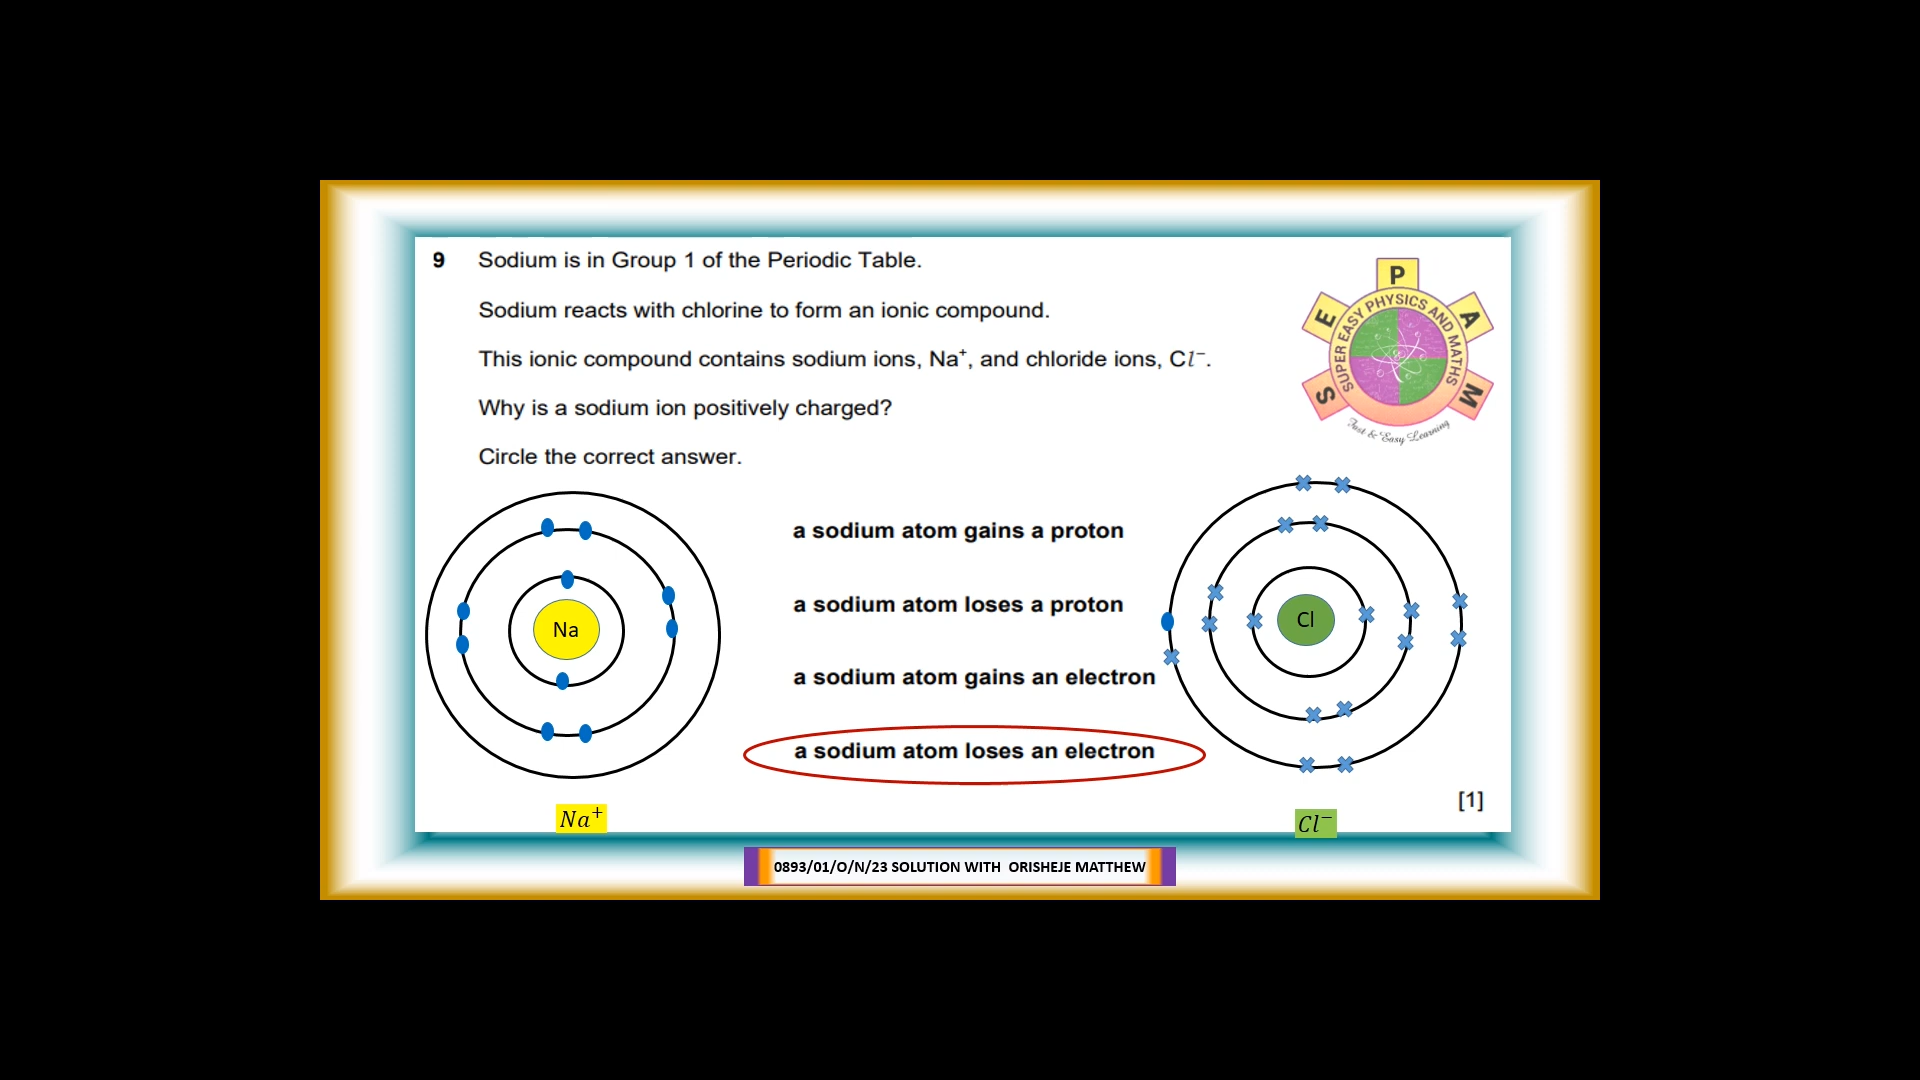 9 Sodium is in Group 1 of the Periodic Table.
Sodium reacts with chlorine to form an ionic compound.
This ionic compound contains sodium ions, Na⁺, and chloride ions, Cl⁻.
Why is a sodium ion positively charged?
Circle the correct answer.
S E P A M
SUPER EASY PHYSICS AND MATHS
Fast & Easy Learning
a sodium atom gains a proton
a sodium atom loses a proton
Na
Cl
a sodium atom gains an electron
a sodium atom loses an electron
[1]
Na⁺
Cl⁻
0893/01/O/N/23 SOLUTION WITH ORISHEJE MATTHEW